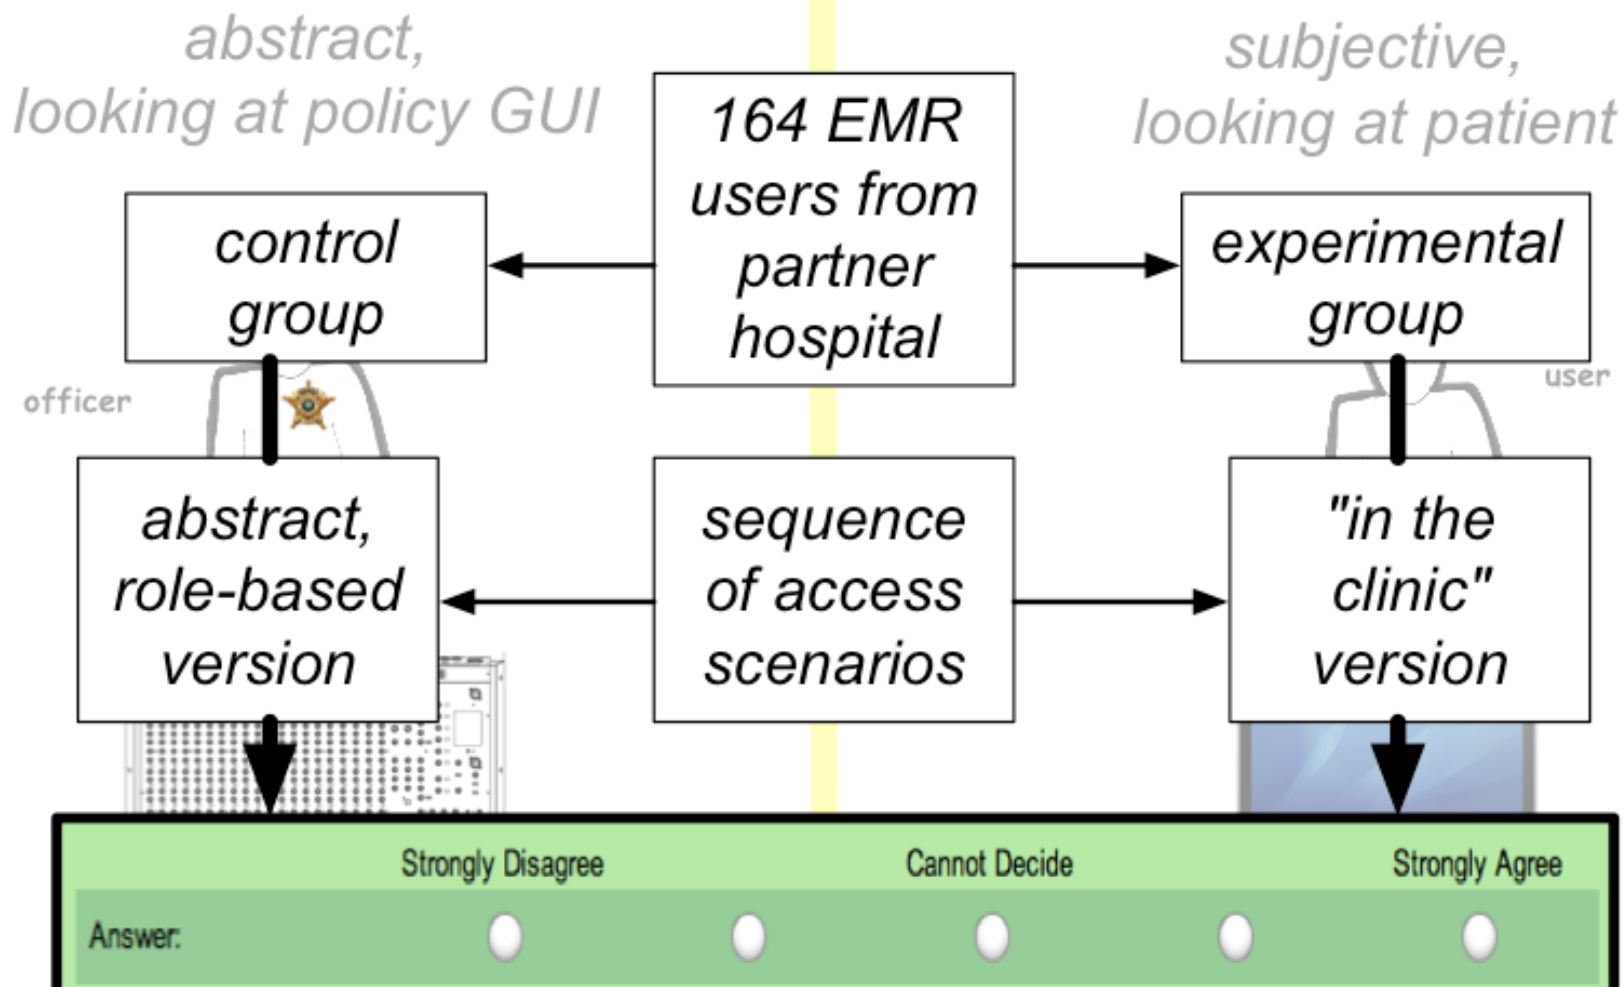 abstract,
looking at policy GUI
subjective,
looking at patient
164 EMR
users from
partner
hospital
control
group
experimental
group
officer
user
abstract,
role-based
version
sequence
of access
scenarios
"in the
clinic"
version
Strongly Disagree
Cannot Decide
Strongly Agree
Answer: